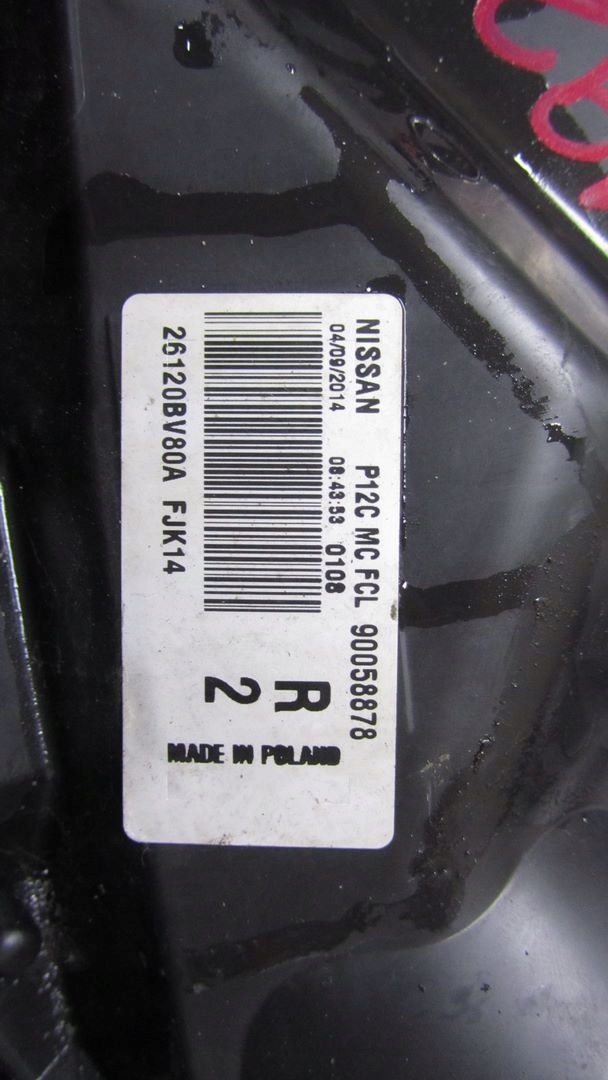 NISSAN P12C MC FCL 90058878
04/09/2014 08:43:53 0108
26120BV80A FJK14
R
2
MADE IN POLAND